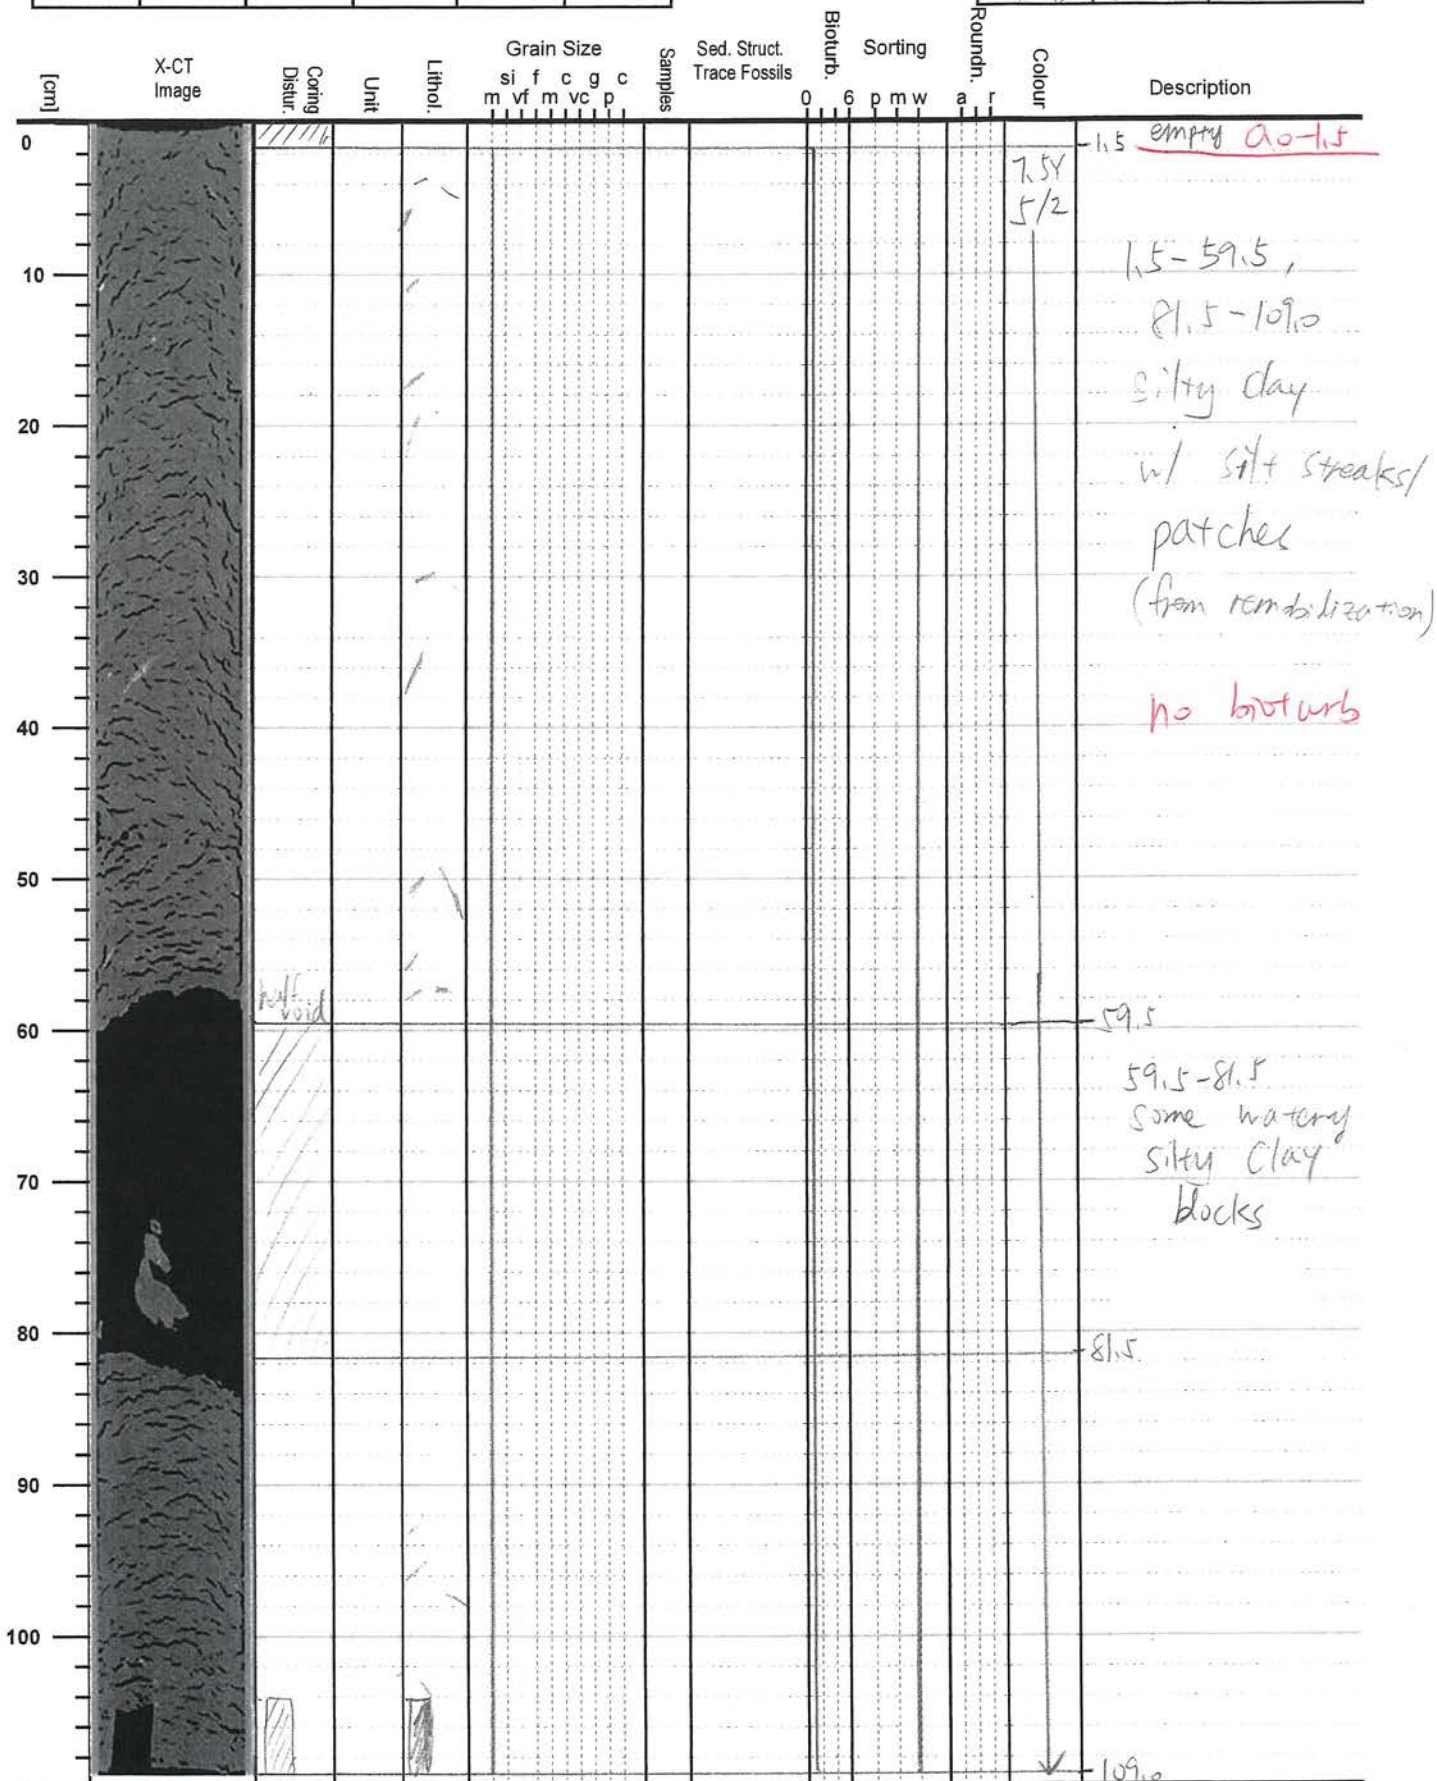 [cm]
X-CT
Image
Coring
Distur.
Unit
Lithol.
Grain Size
si f c g c
m vf m vc p
Samples
Sed. Struct.
Trace Fossils
Bioturb.
0 6
Sorting
p m w
Roundn.
a r
Colour
Description
0
10
20
30
40
50
60
70
80
90
100
1.5 empty 0.0-1.5
7.5Y
5/2
1.5-59.5,
81.5-109.0
silty clay
w/ silt streaks/
patches
(from remobilization)
no bioturb
half
void
59.5
59.5-81.5
some watery
silty clay
blocks
81.5
109.0